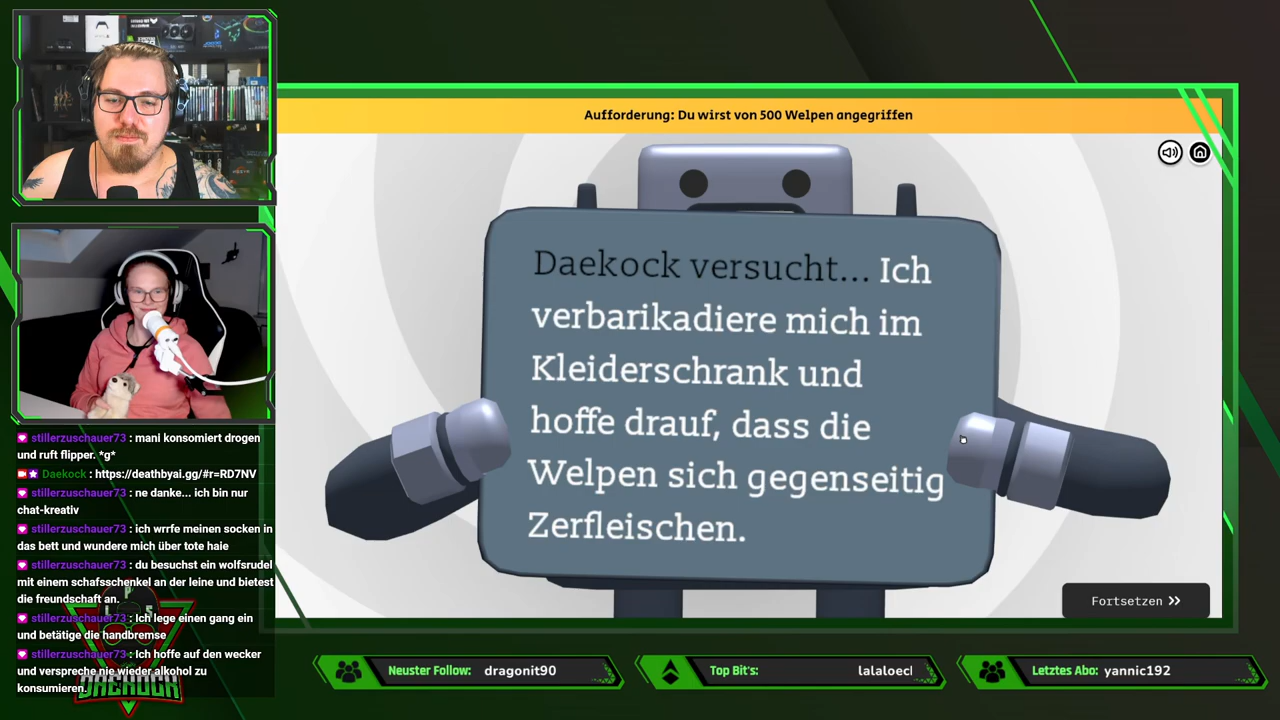 Aufforderung: Du wirst von 500 Welpen angegriffen
Daekock versucht... Ich
verbarikadiere mich im
Kleiderschrank und
hoffe drauf, dass die
Welpen sich gegenseitig
Zerfleischen.
Fortsetzen
stillerzuschauer73 : mani konsomiert drogen
und ruft flipper. *g*
Daekock : https://deathbyai.gg/#r=RD7NV
stillerzuschauer73 : ne danke... ich bin nur
chat-kreativ
stillerzuschauer73 : ich wrrfe meinen socken in
das bett und wundere mich über tote haie
stillerzuschauer73 : du besuchst ein wolfsrudel
mit einem schafsschenkel an der leine und bietest
die freundschaft an.
stillerzuschauer73 : Ich lege einen gang ein
und betätige die handbremse
stillerzuschauer73 : Ich hoffe auf den wecker
und verspreche nie wieder alkohol zu
konsumieren.
DAEKOCK
Neuster Follow: dragonit90
Top Bit's: lalaloecl
Letztes Abo: yannic192